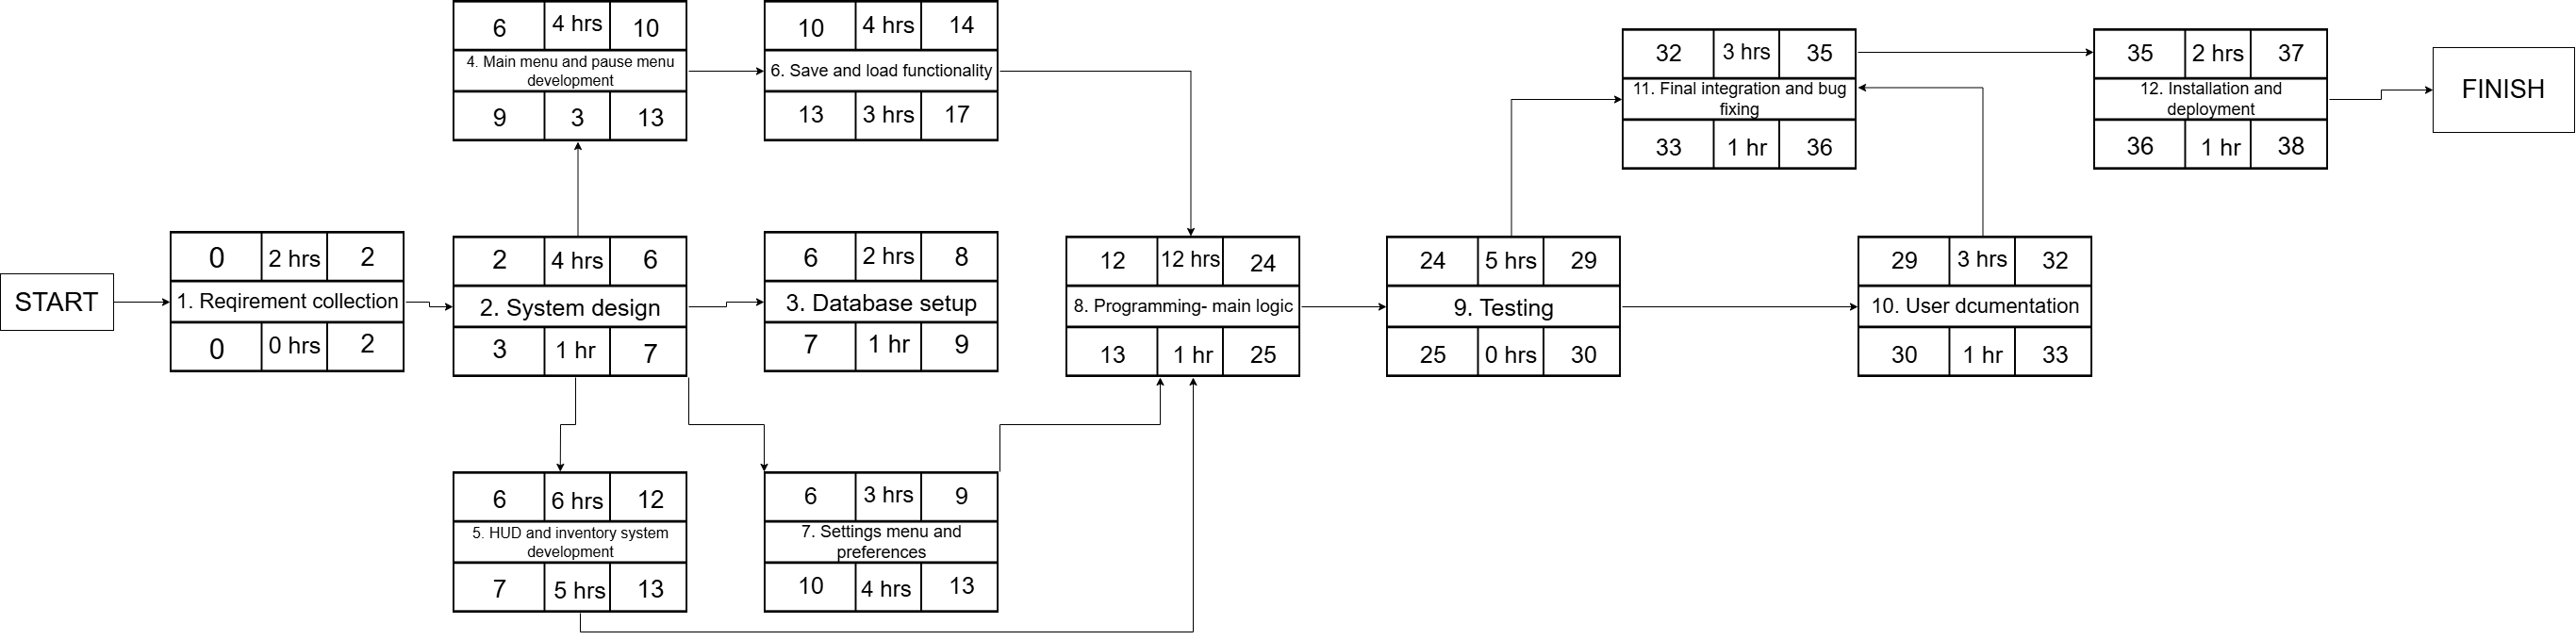 START
0 2 hrs 2
1. Reqirement collection
0 0 hrs 2
2 4 hrs 6
2. System design
3 1 hr 7
6 2 hrs 8
3. Database setup
7 1 hr 9
6 4 hrs 10
4. Main menu and pause menu
development
9 3 13
6 6 hrs 12
5. HUD and inventory system
development
7 5 hrs 13
10 4 hrs 14
6. Save and load functionality
13 3 hrs 17
6 3 hrs 9
7. Settings menu and
preferences
10 4 hrs 13
12 12 hrs 24
8. Programming- main logic
13 1 hr 25
24 5 hrs 29
9. Testing
25 0 hrs 30
29 3 hrs 32
10. User dcumentation
30 1 hr 33
32 3 hrs 35
11. Final integration and bug
fixing
33 1 hr 36
35 2 hrs 37
12. Installation and
deployment
36 1 hr 38
FINISH